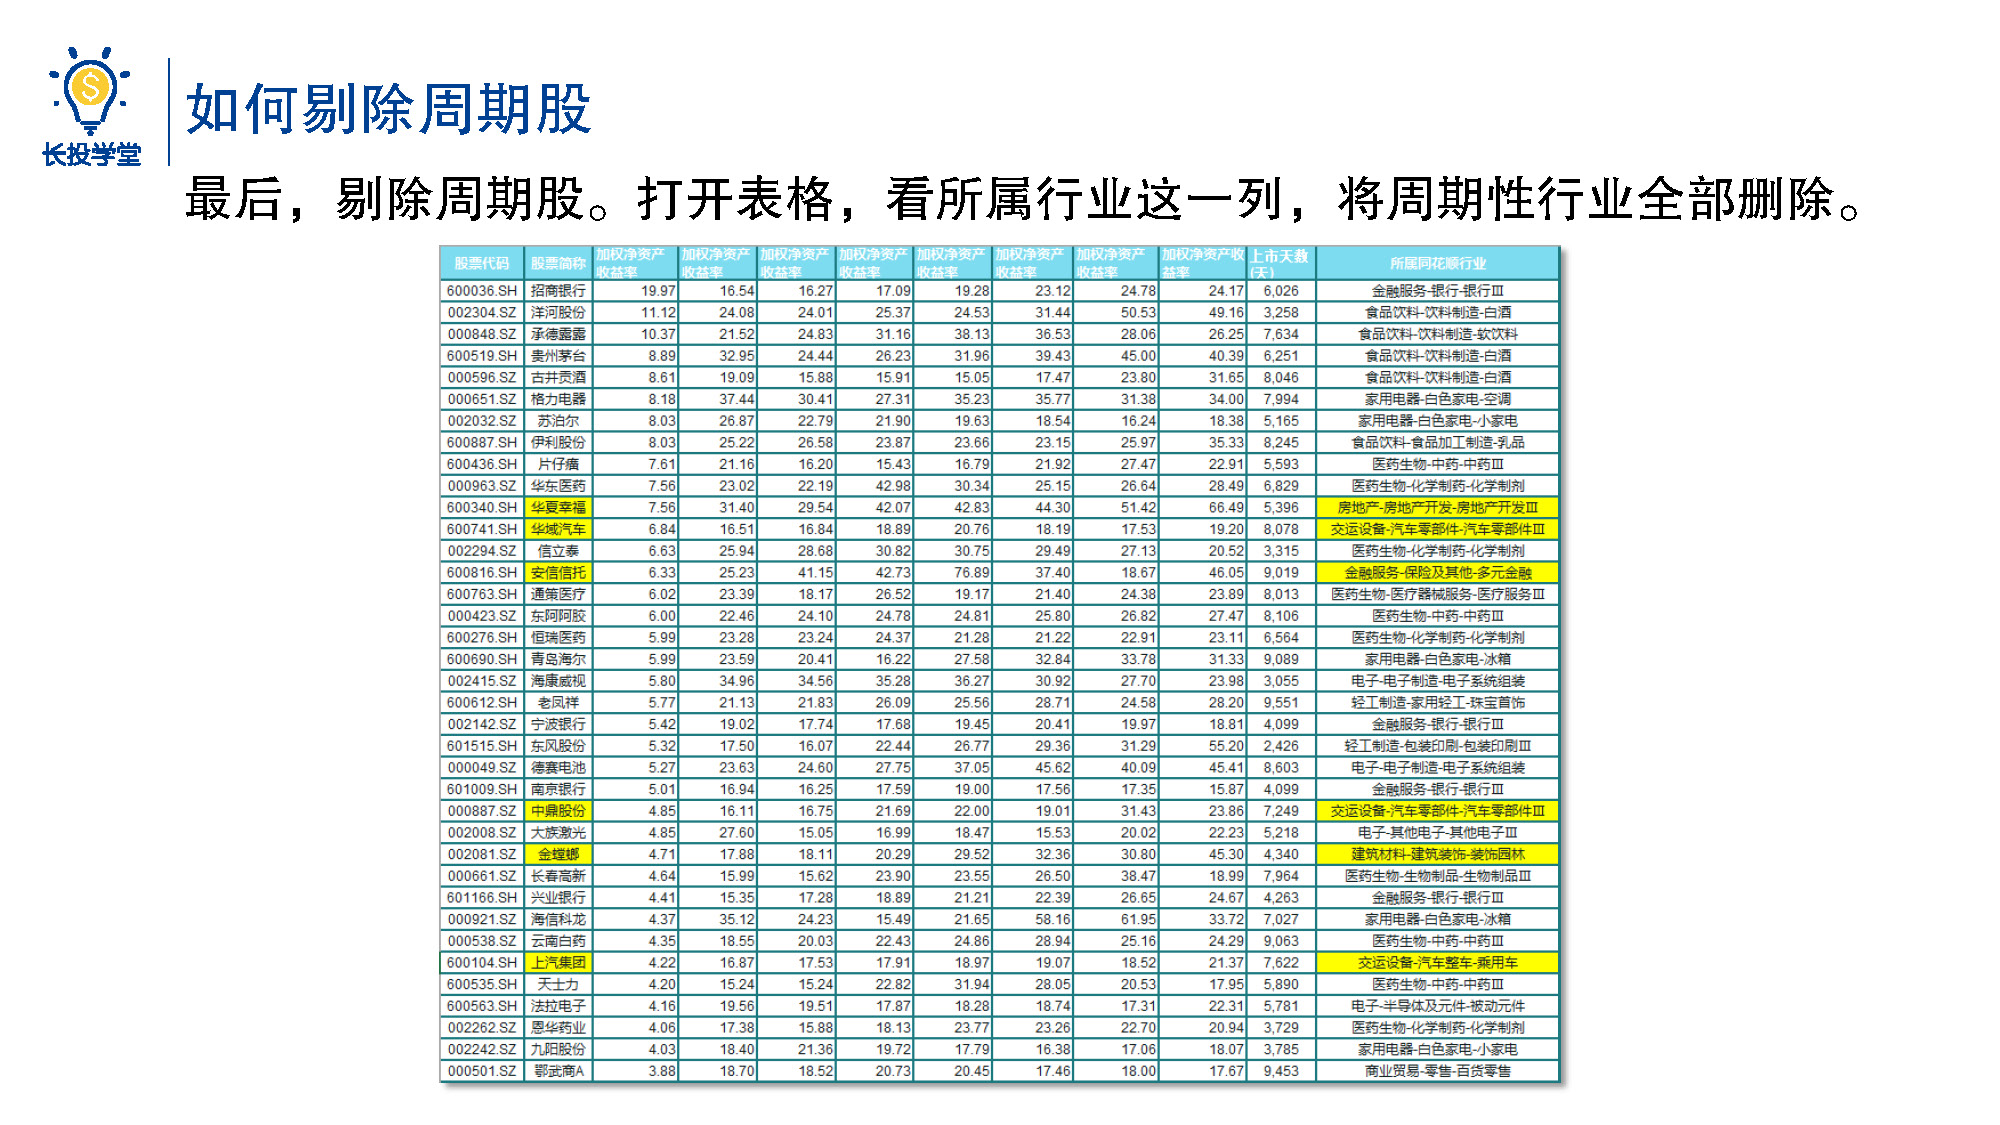 长投学堂
如何剔除周期股
最后，剔除周期股。打开表格，看所属行业这一列，将周期性行业全部删除。
股票代码 股票简称 加权净资产收益率 加权净资产收益率 加权净资产收益率 加权净资产收益率 加权净资产收益率 加权净资产收益率 加权净资产收益率 加权净资产收益率 上市天数(天) 所属同花顺行业
600036.SH 招商银行 19.97 16.54 16.27 17.09 19.28 23.12 24.78 24.17 6,026 金融服务-银行-银行Ⅲ
002304.SZ 洋河股份 11.12 24.08 24.01 25.37 24.53 31.44 50.53 49.16 3,258 食品饮料-饮料制造-白酒
000848.SZ 承德露露 10.37 21.52 24.83 31.16 38.13 36.53 28.06 26.25 7,634 食品饮料-饮料制造-软饮料
600519.SH 贵州茅台 8.89 32.95 24.44 26.23 31.96 39.43 45.00 40.39 6,251 食品饮料-饮料制造-白酒
000596.SZ 古井贡酒 8.61 19.09 15.88 15.91 15.05 17.47 23.80 31.65 8,046 食品饮料-饮料制造-白酒
000651.SZ 格力电器 8.18 37.44 30.41 27.31 35.23 35.77 31.38 34.00 7,994 家用电器-白色家电-空调
002032.SZ 苏泊尔 8.03 26.87 22.79 21.90 19.63 18.54 16.24 18.38 5,165 家用电器-白色家电-小家电
600887.SH 伊利股份 8.03 25.22 26.58 23.87 23.66 23.15 25.97 35.33 8,245 食品饮料-食品加工制造-乳品
600436.SH 片仔癀 7.61 21.16 16.20 15.43 16.79 21.92 27.47 22.91 5,593 医药生物-中药-中药Ⅲ
000963.SZ 华东医药 7.56 23.02 22.19 42.98 30.34 25.15 26.64 28.49 6,829 医药生物-化学制药-化学制剂
600340.SH 华夏幸福 7.56 31.40 29.54 42.07 42.83 44.30 51.42 66.49 5,396 房地产-房地产开发-房地产开发Ⅲ
600741.SH 华域汽车 6.84 16.51 16.84 18.89 20.76 18.19 17.53 19.20 8,078 交运设备-汽车零部件-汽车零部件Ⅲ
002294.SZ 信立泰 6.63 25.94 28.68 30.82 30.75 29.49 27.13 20.52 3,315 医药生物-化学制药-化学制剂
600816.SH 安信信托 6.33 25.23 41.15 42.73 76.89 37.40 18.67 46.05 9,019 金融服务-保险及其他-多元金融
600763.SH 通策医疗 6.02 23.39 18.17 26.52 19.17 21.40 24.38 23.89 8,013 医药生物-医疗器械服务-医疗服务Ⅲ
000423.SZ 东阿阿胶 6.00 22.46 24.10 24.78 24.81 25.80 26.82 27.47 8,106 医药生物-中药-中药Ⅲ
600276.SH 恒瑞医药 5.99 23.28 23.24 24.37 21.28 21.22 22.91 23.11 6,564 医药生物-化学制药-化学制剂
600690.SH 青岛海尔 5.99 23.59 20.41 16.22 27.58 32.84 33.78 31.33 9,089 家用电器-白色家电-冰箱
002415.SZ 海康威视 5.80 34.96 34.56 35.28 36.27 30.92 27.70 23.98 3,055 电子-电子制造-电子系统组装
600612.SH 老凤祥 5.77 21.13 21.83 26.09 25.56 28.71 24.58 28.20 9,551 轻工制造-家用轻工-珠宝首饰
002142.SZ 宁波银行 5.42 19.02 17.74 17.68 19.45 20.41 19.97 18.81 4,099 金融服务-银行-银行Ⅲ
601515.SH 东风股份 5.32 17.50 16.07 22.44 26.77 29.36 31.29 55.20 2,426 轻工制造-包装印刷-包装印刷Ⅲ
000049.SZ 德赛电池 5.27 23.63 24.60 27.75 37.05 45.62 40.09 45.41 8,603 电子-电子制造-电子系统组装
601009.SH 南京银行 5.01 16.94 16.25 17.59 19.00 17.56 17.35 15.87 4,099 金融服务-银行-银行Ⅲ
000887.SZ 中鼎股份 4.85 16.11 16.75 21.69 22.00 19.01 31.43 23.86 7,249 交运设备-汽车零部件-汽车零部件Ⅲ
002008.SZ 大族激光 4.85 27.60 15.05 16.99 18.47 15.53 20.02 22.23 5,218 电子-其他电子-其他电子Ⅲ
002081.SZ 金螳螂 4.71 17.88 18.11 20.29 29.52 32.36 30.80 45.30 4,340 建筑材料-建筑装饰-装饰园林
000661.SZ 长春高新 4.64 15.99 15.62 23.90 23.55 26.50 38.47 18.99 7,964 医药生物-生物制品-生物制品Ⅲ
601166.SH 兴业银行 4.41 15.35 17.28 18.89 21.21 22.39 26.65 24.67 4,263 金融服务-银行-银行Ⅲ
000921.SZ 海信科龙 4.37 35.12 24.23 15.49 21.65 58.16 61.95 33.72 7,027 家用电器-白色家电-冰箱
000538.SZ 云南白药 4.35 18.55 20.03 22.43 24.86 28.94 25.16 24.29 9,063 医药生物-中药-中药Ⅲ
600104.SH 上汽集团 4.22 16.87 17.53 17.91 18.97 19.07 18.52 21.37 7,622 交运设备-汽车整车-乘用车
600535.SH 天士力 4.20 15.24 15.24 22.82 31.94 28.05 20.53 17.95 5,890 医药生物-中药-中药Ⅲ
600563.SH 法拉电子 4.16 19.56 19.51 17.87 18.28 18.74 17.31 22.31 5,781 电子-半导体及元件-被动元件
002262.SZ 恩华药业 4.06 17.38 15.88 18.13 23.77 23.26 22.70 20.94 3,729 医药生物-化学制药-化学制剂
002242.SZ 九阳股份 4.03 18.40 21.36 19.72 17.79 16.38 17.06 18.07 3,785 家用电器-白色家电-小家电
000501.SZ 鄂武商A 3.88 18.70 18.52 20.73 20.45 17.46 18.00 17.67 9,453 商业贸易-零售-百货零售